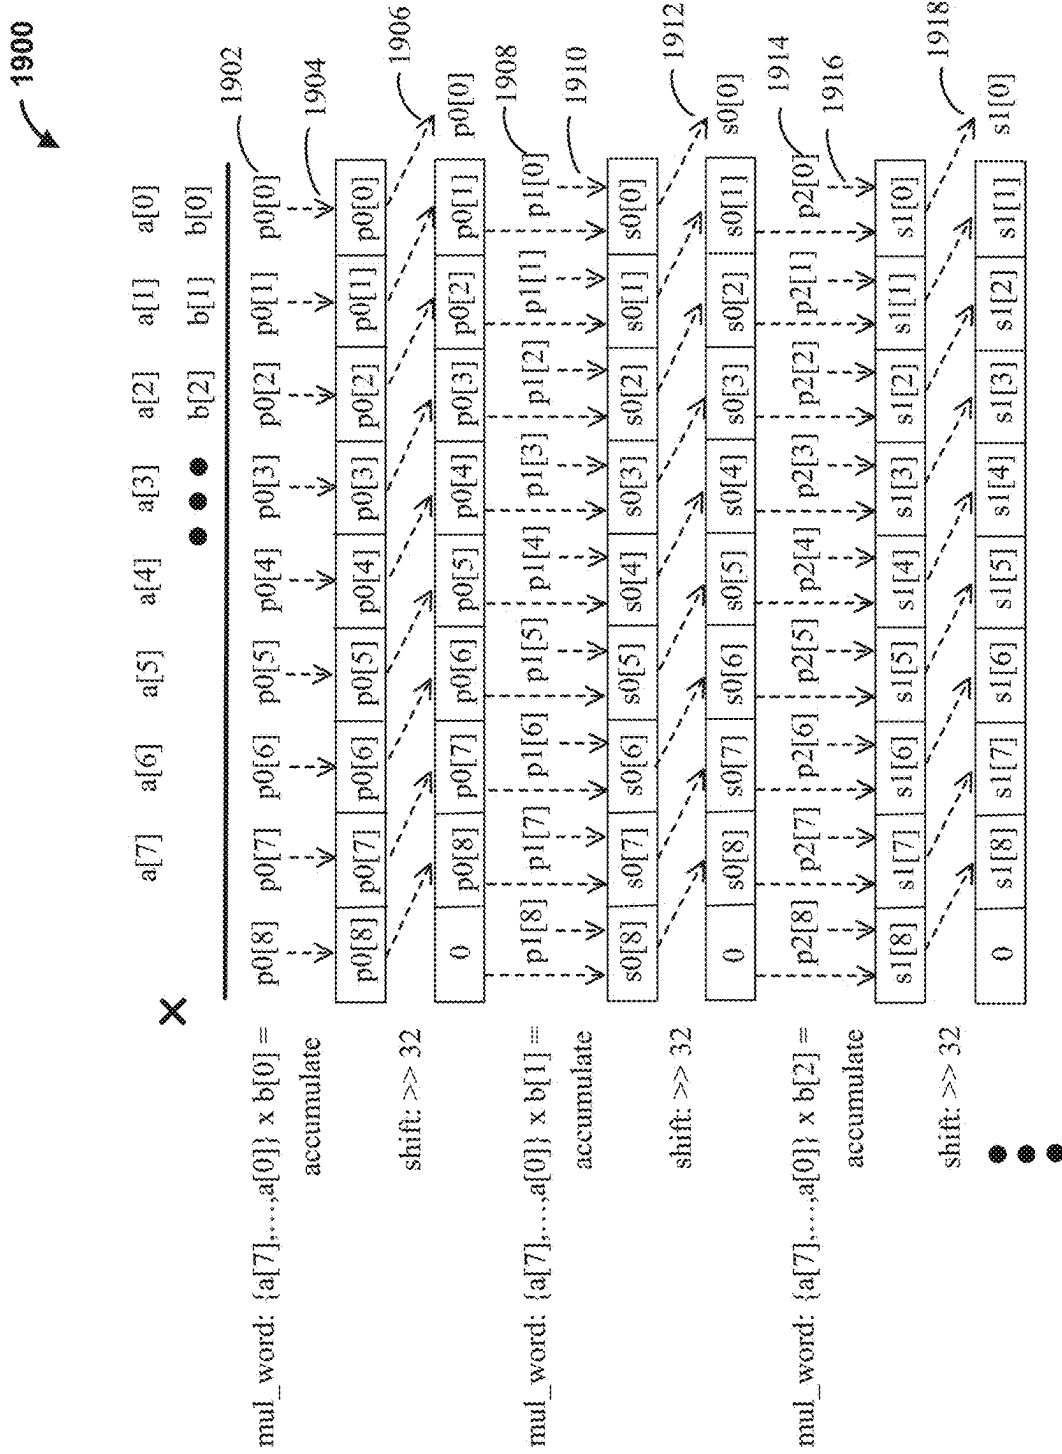 1900
a[7] a[6] a[5] a[4] a[3] a[2] a[1] a[0]
× b[2] b[1] b[0]
mul_word: {a[7],...,a[0]} x b[0] = p0[8] p0[7] p0[6] p0[5] p0[4] p0[3] p0[2] p0[1] p0[0] 1902
accumulate 1904
p0[8] p0[7] p0[6] p0[5] p0[4] p0[3] p0[2] p0[1] p0[0]
shift: >> 32 1906
0 p0[8] p0[7] p0[6] p0[5] p0[4] p0[3] p0[2] p0[1] p0[0]
mul_word: {a[7],...,a[0]} x b[1] = p1[8] p1[7] p1[6] p1[5] p1[4] p1[3] p1[2] p1[1] p1[0] 1908
accumulate 1910
s0[8] s0[7] s0[6] s0[5] s0[4] s0[3] s0[2] s0[1] s0[0]
shift: >> 32 1912
0 s0[8] s0[7] s0[6] s0[5] s0[4] s0[3] s0[2] s0[1] s0[0]
mul_word: {a[7],...,a[0]} x b[2] = p2[8] p2[7] p2[6] p2[5] p2[4] p2[3] p2[2] p2[1] p2[0] 1914
accumulate 1916
s1[8] s1[7] s1[6] s1[5] s1[4] s1[3] s1[2] s1[1] s1[0]
shift: >> 32 1918
0 s1[8] s1[7] s1[6] s1[5] s1[4] s1[3] s1[2] s1[1] s1[0]